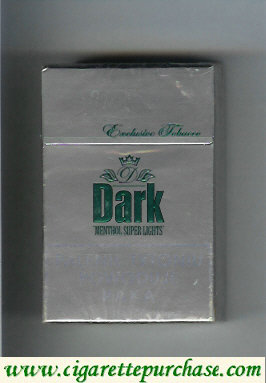 Exclusive Tobacco
D
Dark
MENTHOL SUPER LIGHTS
www.cigarettepurchase.com